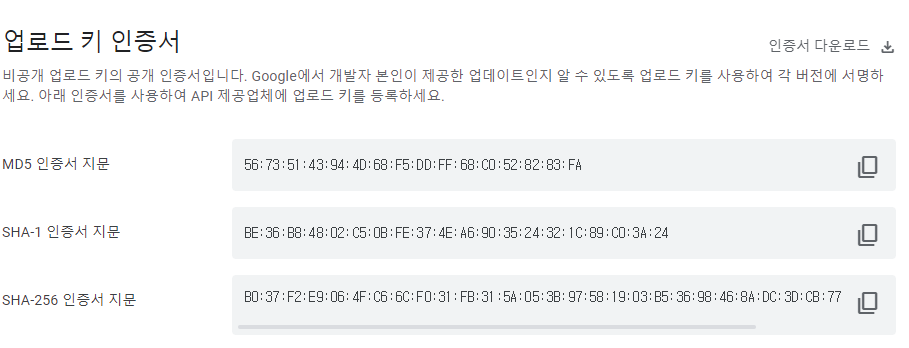 업로드 키 인증서
인증서 다운로드
비공개 업로드 키의 공개 인증서입니다. Google에서 개발자 본인이 제공한 업데이트인지 알 수 있도록 업로드 키를 사용하여 각 버전에 서명하
세요. 아래 인증서를 사용하여 API 제공업체에 업로드 키를 등록하세요.
MD5 인증서 지문
56:73:51:43:94:4D:68:F5:DD:FF:68:C0:52:82:83:FA
SHA-1 인증서 지문
BE:36:B8:48:02:C5:0B:FE:37:4E:A6:90:35:24:32:1C:89:C0:3A:24
SHA-256 인증서 지문
B0:37:F2:E9:06:4F:C6:6C:F0:31:FB:31:5A:05:3B:97:58:19:03:B5:36:98:46:8A:DC:3D:CB:77